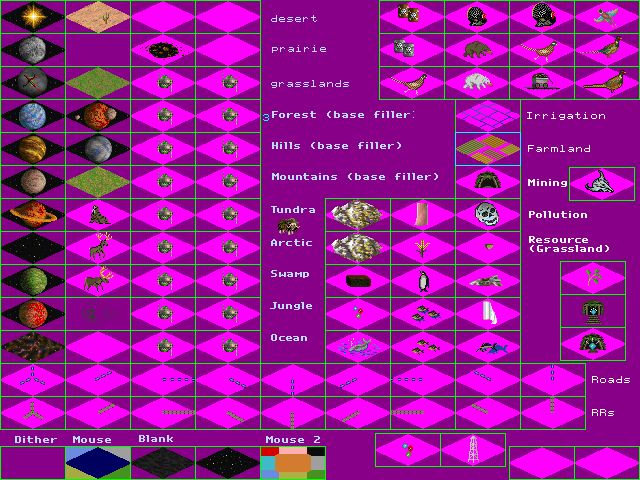 desert
prairie
grasslands
3Forest (base filler)
Irrigation
Hills (base filler)
Farmland
Mountains (base filler)
Mining
Tundra
Pollution
Arctic
Resource
(Grassland)
Swamp
Jungle
Ocean
Roads
RRs
Dither Mouse Blank Mouse 2